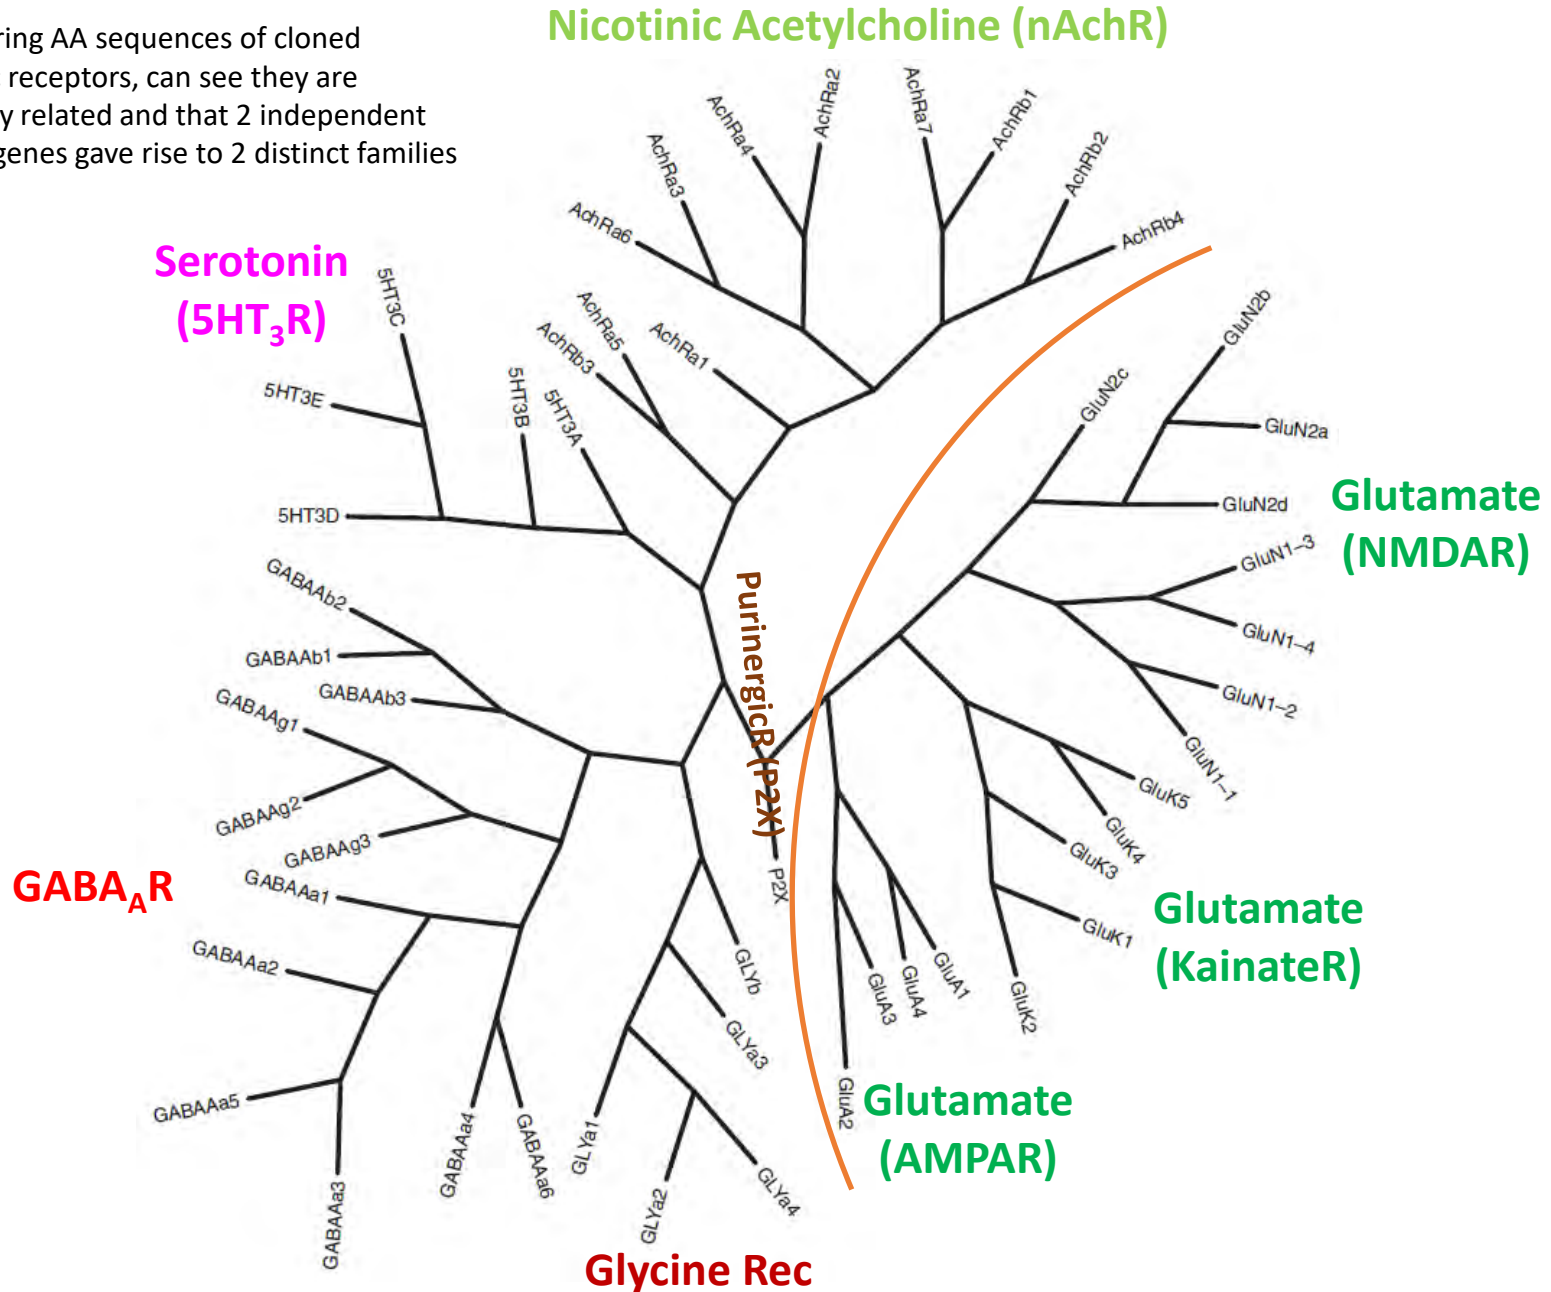 Nicotinic Acetylcholine (nAchR)
ring AA sequences of cloned
receptors, can see they are
y related and that 2 independent
genes gave rise to 2 distinct families
AchRa6
AchRa3
AchRa4
AchRa2
AchRa7
AchRb1
AchRb2
AchRb4
Serotonin
(5HT₃R)
5HT3C
5HT3E
5HT3B
5HT3A
5HT3D
AchRb3
AchRa5
AchRa1
GluN2b
GluN2c
GluN2a
GluN2d
Glutamate
(NMDAR)
GluN1–3
GluN1–4
GluN1–2
GluN1–1
PurinergicR (P2X)
P2X
GABAAb2
GABAAb1
GABAAb3
GABAAg1
GABAAg2
GABAAg3
GABAₐR
GABAAa1
GABAAa2
GABAAa5
GABAAa3
GABAAa4
GABAAa6
GluK5
GluK4
GluK3
GluK1
GluK2
Glutamate
(KainateR)
GluA1
GluA4
GluA3
GluA2
Glutamate
(AMPAR)
GLYb
GLYa3
GLYa1
GLYa2
GLYa4
Glycine Rec